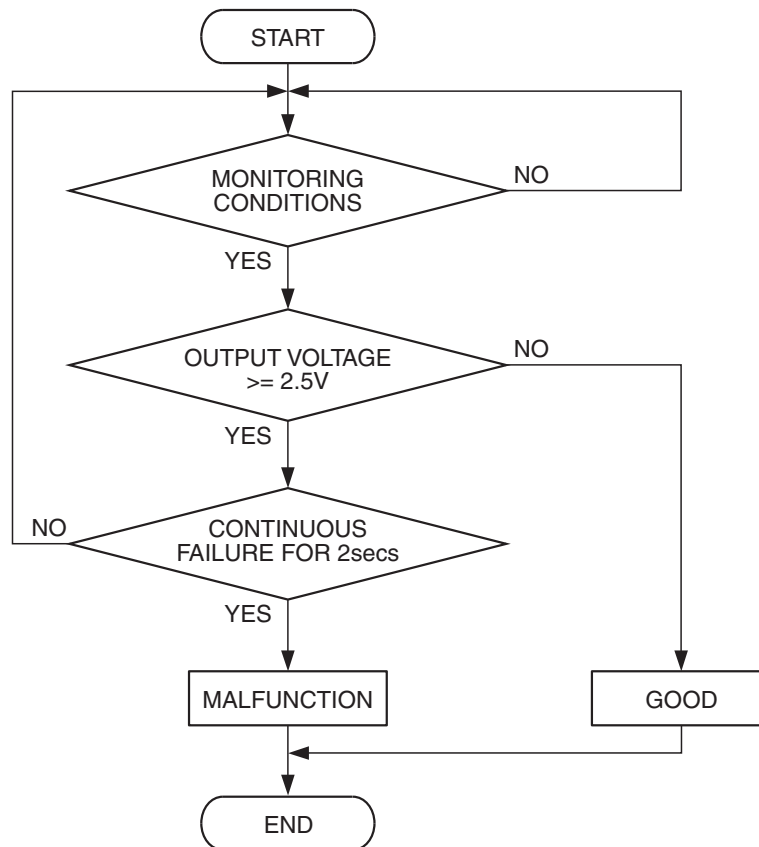 START
MONITORING
CONDITIONS
NO
YES
OUTPUT VOLTAGE
>= 2.5V
NO
YES
CONTINUOUS
FAILURE FOR 2secs
NO
YES
MALFUNCTION
GOOD
END